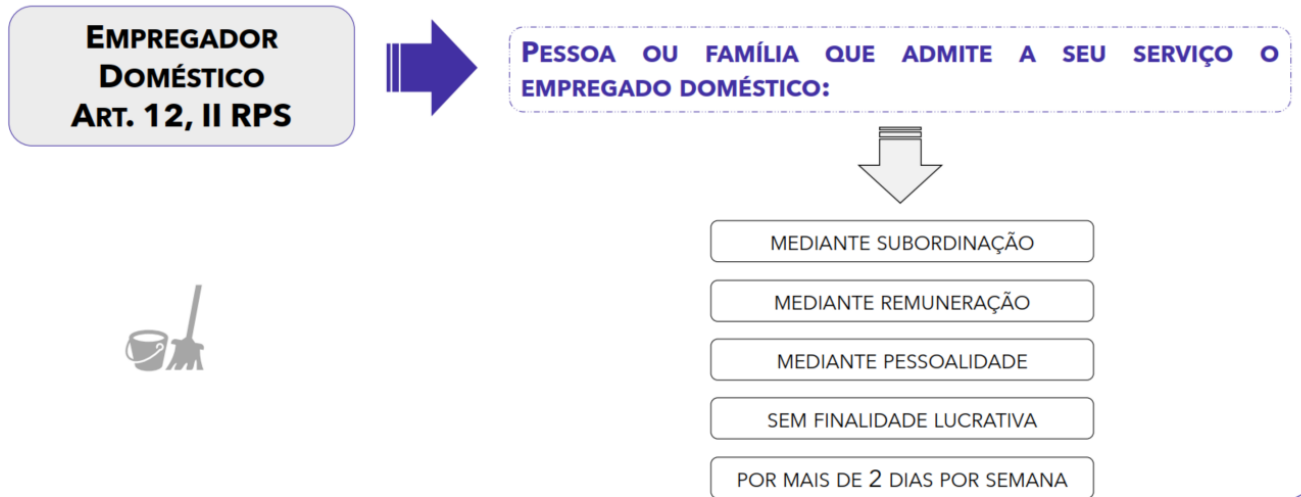 EMPREGADOR
DOMÉSTICO
ART. 12, II RPS
PESSOA OU FAMÍLIA QUE ADMITE A SEU SERVIÇO O
EMPREGADO DOMÉSTICO:
MEDIANTE SUBORDINAÇÃO
MEDIANTE REMUNERAÇÃO
MEDIANTE PESSOALIDADE
SEM FINALIDADE LUCRATIVA
POR MAIS DE 2 DIAS POR SEMANA